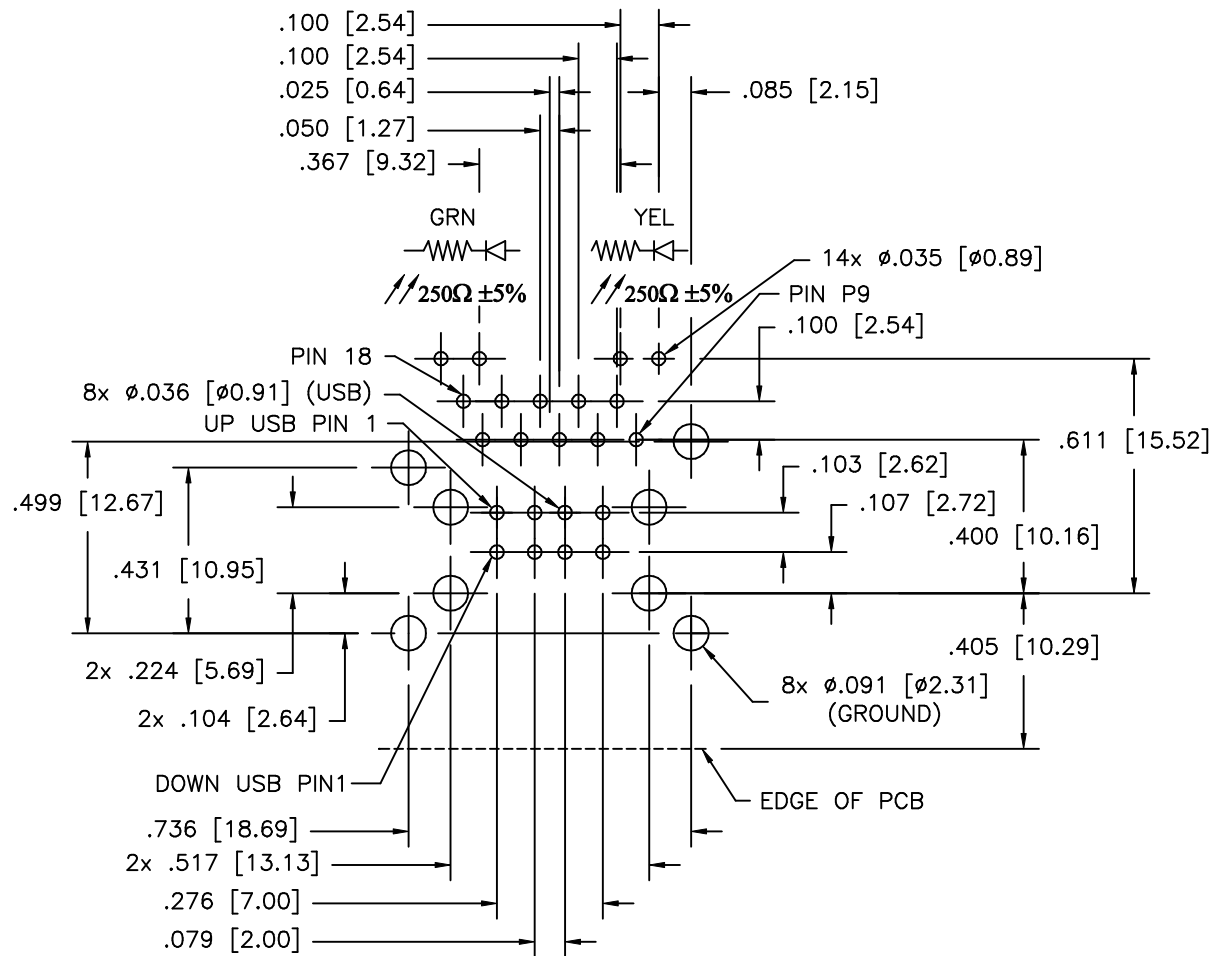 .100 [2.54]
.100 [2.54]
.025 [0.64]
.085 [2.15]
.050 [1.27]
.367 [9.32]
GRN
YEL
14x ø.035 [ø0.89]
250Ω ±5%
250Ω ±5%
PIN P9
.100 [2.54]
PIN 18
8x ø.036 [ø0.91] (USB)
UP USB PIN 1
.611 [15.52]
.103 [2.62]
.499 [12.67]
.107 [2.72]
.400 [10.16]
.431 [10.95]
.405 [10.29]
2x .224 [5.69]
8x ø.091 [ø2.31]
(GROUND)
2x .104 [2.64]
DOWN USB PIN1
EDGE OF PCB
.736 [18.69]
2x .517 [13.13]
.276 [7.00]
.079 [2.00]